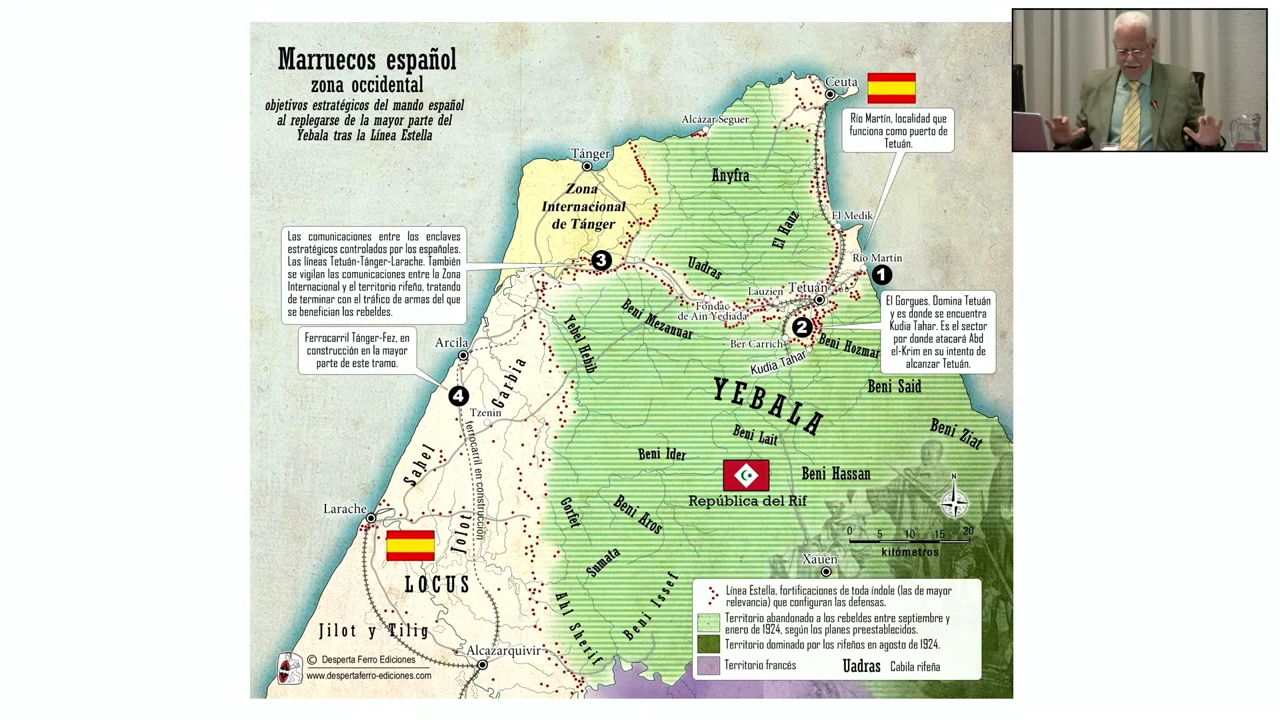 Marruecos español
zona occidental
objetivos estratégicos del mando español
al replegarse de la mayor parte del
Yebala tras la Línea Estella
Ceuta
Río Martín, localidad que
funciona como puerto de
Tetuán.
Alcázar Seguer
Tánger
Anyfra
Zona
Internacional
de Tánger
El Hauz
El Medik
Las comunicaciones entre los enclaves
estratégicos controlados por los españoles.
Las líneas Tetuán-Tánger-Larache. También
se vigilan las comunicaciones entre la Zona
Internacional y el territorio rifeño, tratando
de terminar con el tráfico de armas del que
se benefician los rebeldes.
3
Uadras
Río Martín
1
Lauzien
Tetuán
Fondac
de Ain Yediada
El Gorgues. Domina Tetuán
y es donde se encuentra
Kudia Tahar. Es el sector
por donde atacará Abd
el-Krim en su intento de
alcanzar Tetuán.
2
Beni Mezauuar
Ber Carrich
Beni Hozmar
Kudia Tahar
Yebel Hebib
Ferrocarril Tánger-Fez, en
construcción en la mayor
parte de este tramo.
Arcila
4
Garbia
Tzenin
YEBALA
Beni Said
Beni Ziat
Beni Lait
Beni Ider
Beni Hassan
República del Rif
Sahel
ferrocarril en construcción
Larache
Jolot
Gorfet
Beni Aros
Sumata
N
0 5 10 15 20
kilómetros
LOCUS
Xauen
Ahl Sherif
Beni Issef
Jilot y Tilig
Alcazarquivir
Línea Estella, fortificaciones de toda índole (las de mayor
relevancia) que configuran las defensas.
Territorio abandonado a los rebeldes entre septiembre y
enero de 1924, según los planes preestablecidos.
Territorio dominado por los rifeños en agosto de 1924.
Territorio francés
Uadras Cabila rifeña
© Desperta Ferro Ediciones
www.despertaferro-ediciones.com